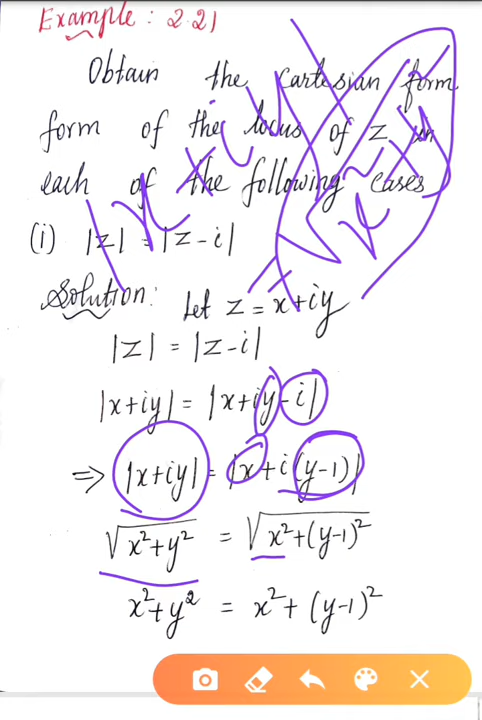 Example: 2.21
Obtain the Cartesian form
form of the locus of z in
each of the following cases
(i) |z| = |z-i|
Solution: Let z = x+iy
|z| = |z-i|
|x+iy| = |x+iy-i|
⇒ |x+iy| = |x+i(y-1)|
√x²+y² = √x²+(y-1)²
x²+y² = x²+(y-1)²